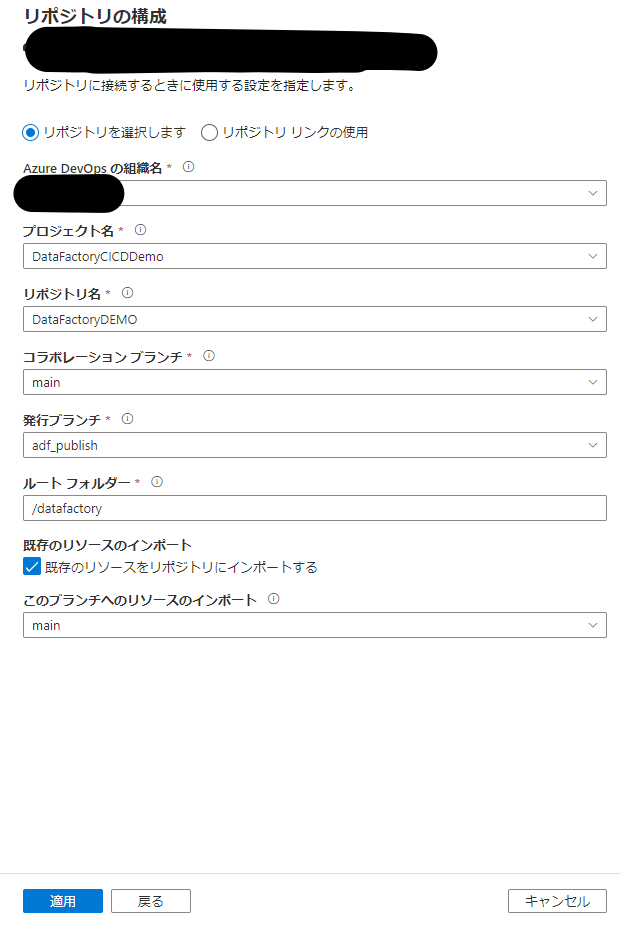 リポジトリの構成
リポジトリに接続するときに使用する設定を指定します。
リポジトリを選択します リポジトリ リンクの使用
Azure DevOps の組織名 *
プロジェクト名 *
DataFactoryCICDDemo
リポジトリ名 *
DataFactoryDEMO
コラボレーション ブランチ *
main
発行ブランチ *
adf_publish
ルート フォルダー *
/datafactory
既存のリソースのインポート
既存のリソースをリポジトリにインポートする
このブランチへのリソースのインポート
main
適用 戻る キャンセル